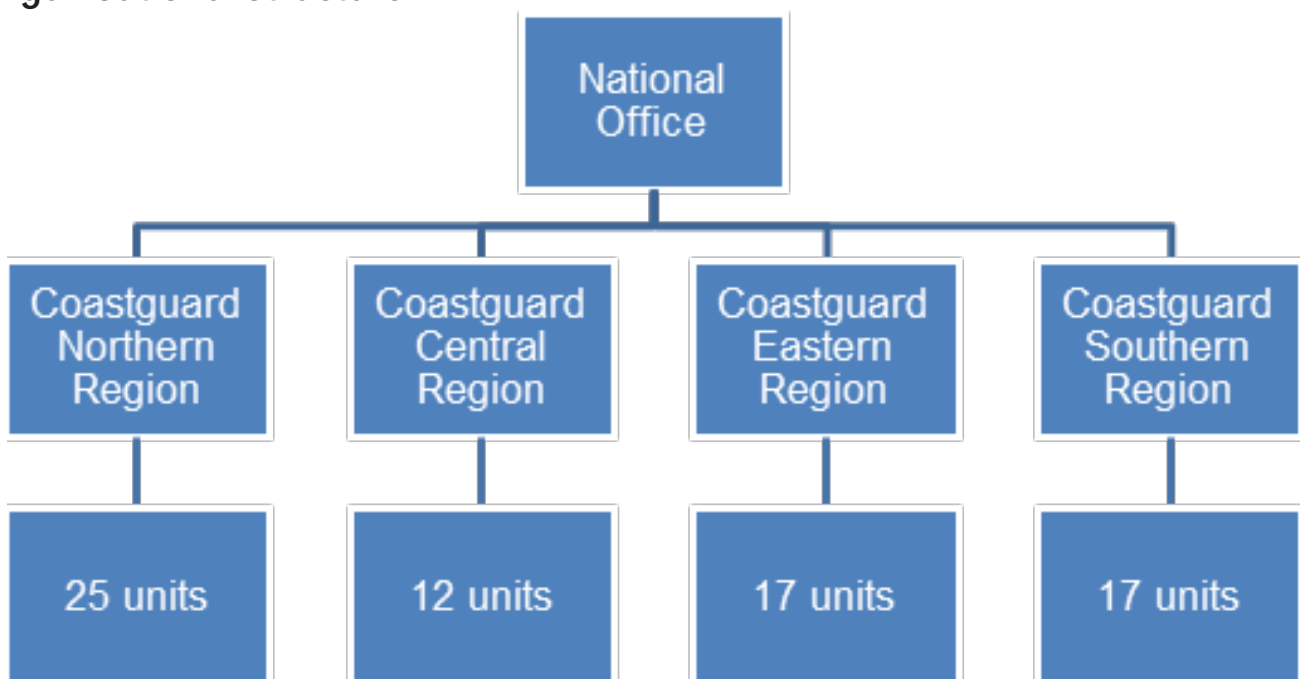 National
Office
Coastguard
Northern
Region
Coastguard
Central
Region
Coastguard
Eastern
Region
Coastguard
Southern
Region
25 units
12 units
17 units
17 units